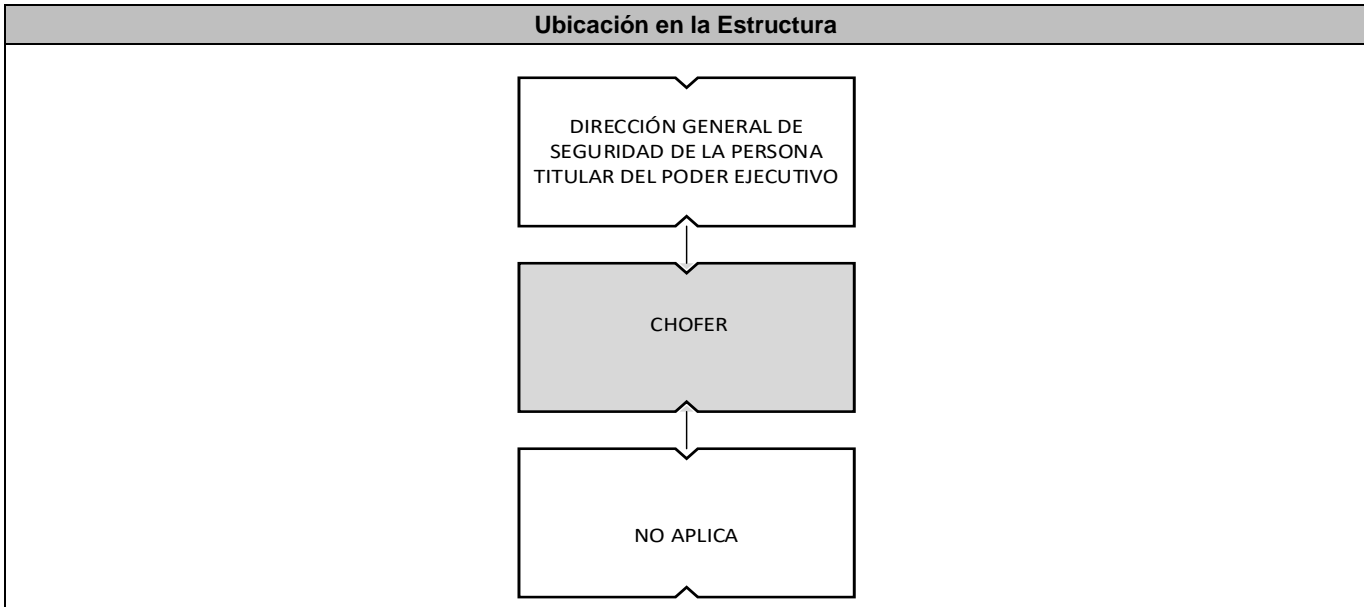 Ubicación en la Estructura
DIRECCIÓN GENERAL DE
SEGURIDAD DE LA PERSONA
TITULAR DEL PODER EJECUTIVO
CHOFER
NO APLICA